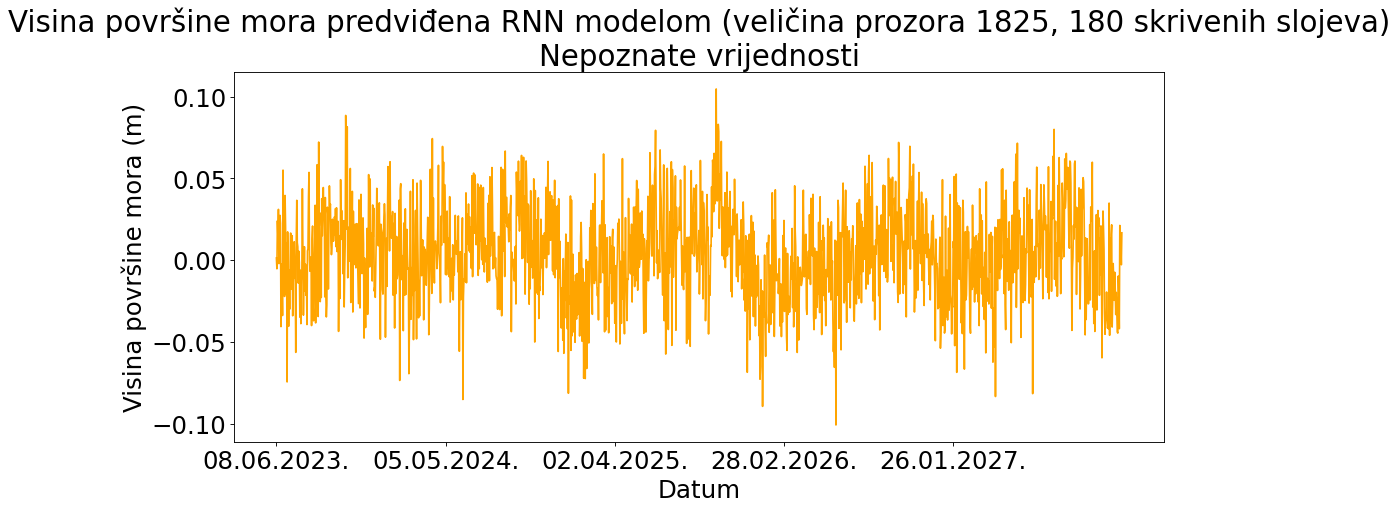 Visina površine mora predviđena RNN modelom (veličina prozora 1825, 180 skrivenih slojeva)
Nepoznate vrijednosti
Visina površine mora (m)
0.10
0.05
0.00
−0.05
−0.10
08.06.2023. 05.05.2024. 02.04.2025. 28.02.2026. 26.01.2027.
Datum